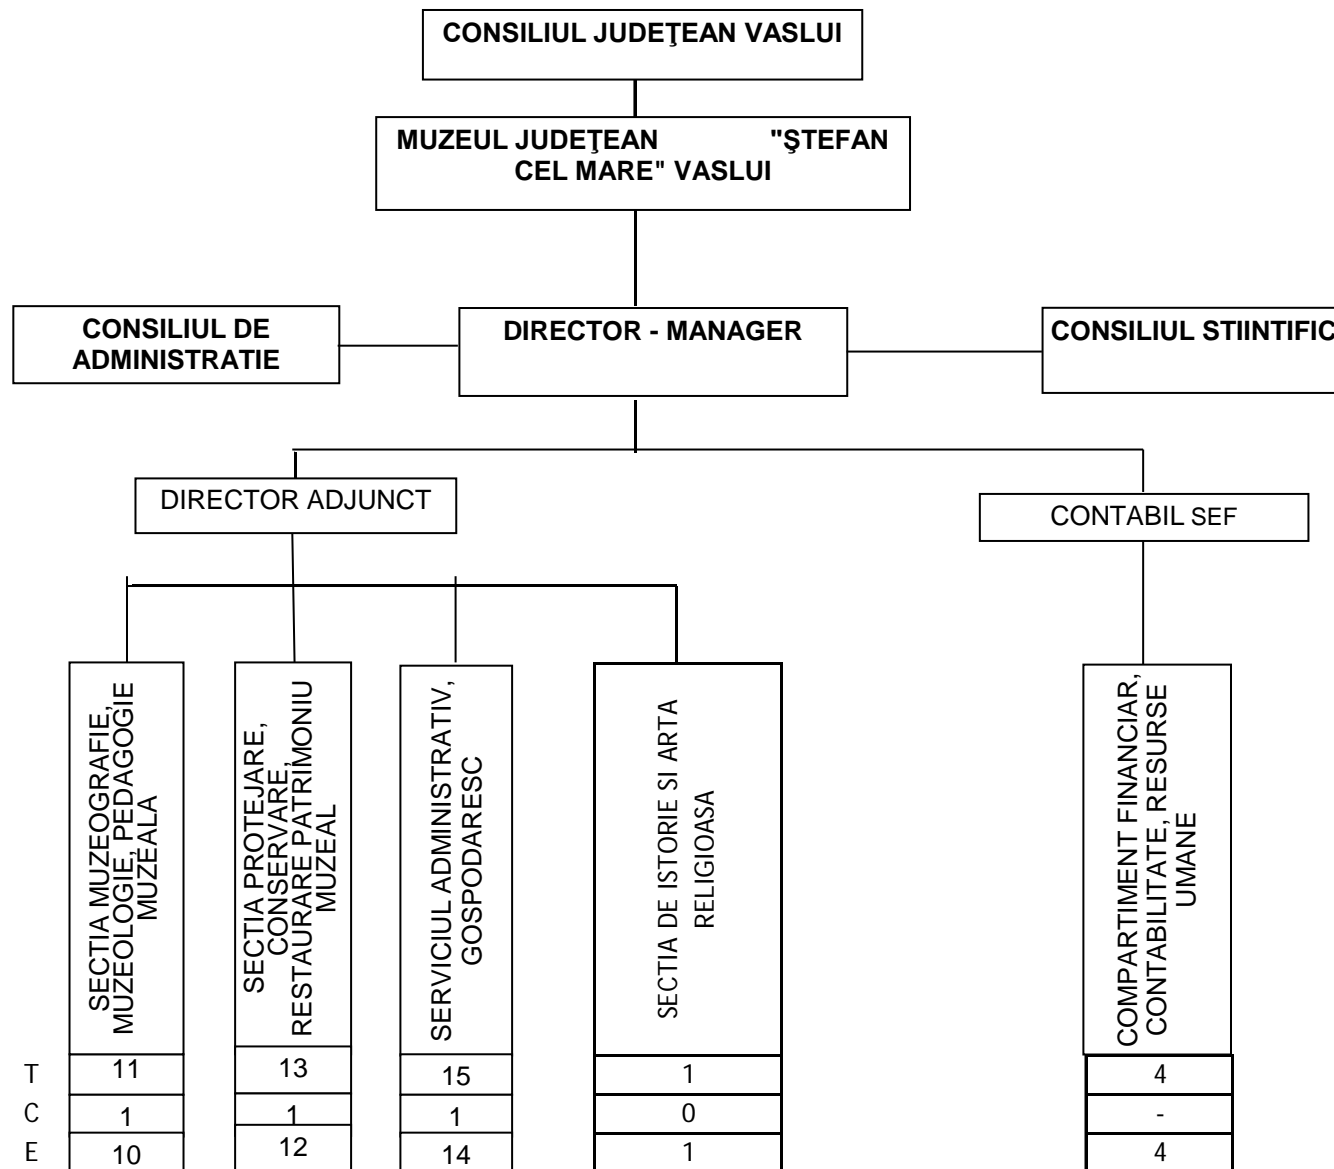 CONSILIUL JUDEŢEAN VASLUI
MUZEUL JUDEŢEAN "ŞTEFAN
CEL MARE" VASLUI
CONSILIUL DE
ADMINISTRATIE
DIRECTOR - MANAGER
CONSILIUL STIINTIFIC
DIRECTOR ADJUNCT
CONTABIL SEF
SECTIA MUZEOGRAFIE,
MUZEOLOGIE, PEDAGOGIE
MUZEALA
SECTIA PROTEJARE,
CONSERVARE,
RESTAURARE PATRIMONIU
MUZEAL
SERVICIUL ADMINISTRATIV,
GOSPODARESC
SECTIA DE ISTORIE SI ARTA
RELIGIOASA
COMPARTIMENT FINANCIAR,
CONTABILITATE, RESURSE
UMANE
T 11 13 15 1 4
C 1 1 1 0 -
E 10 12 14 1 4